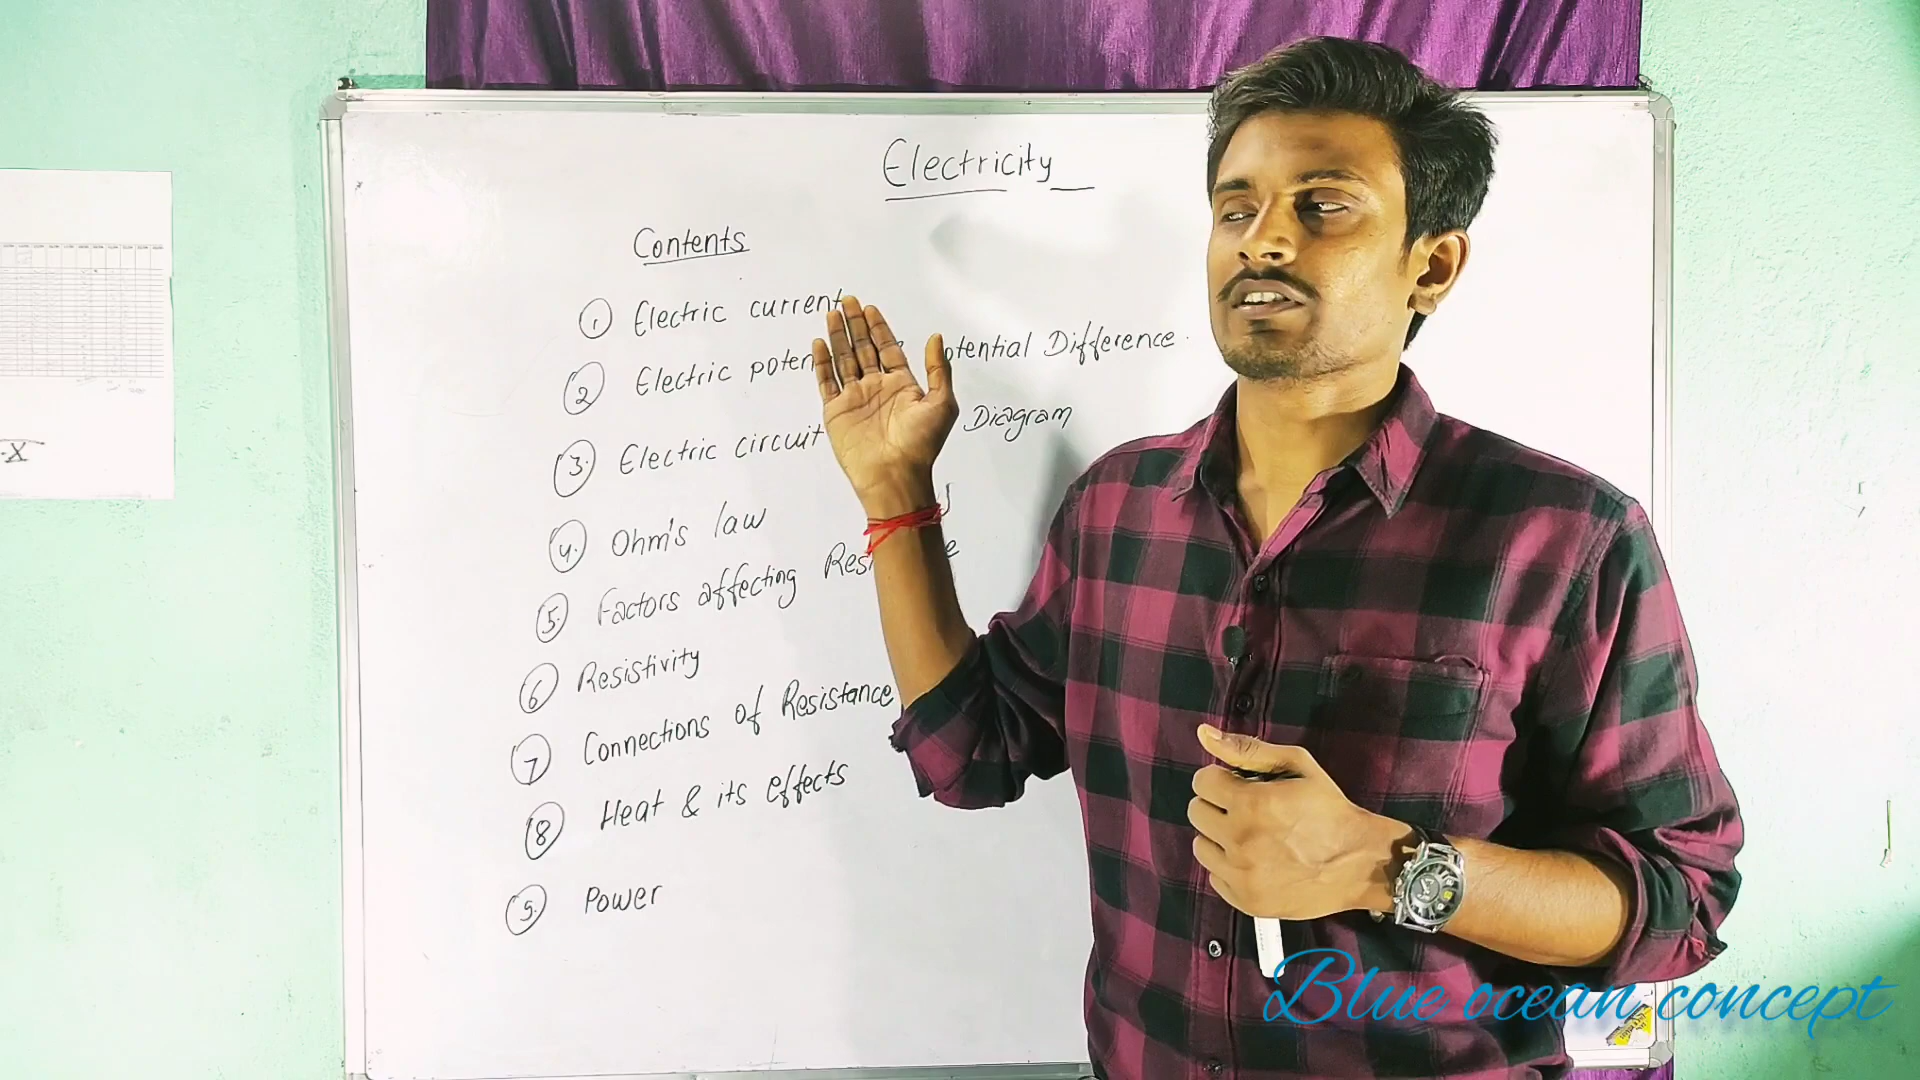 Electricity
Contents
1 Electric current
2 Electric poten otential Difference.
3. Electric circuit Diagram
4. Ohm's law
5. Factors affecting Resi e
6 Resistivity
7 Connections of Resistance
8 Heat & its effects
9. Power
-X
Blue ocean concept